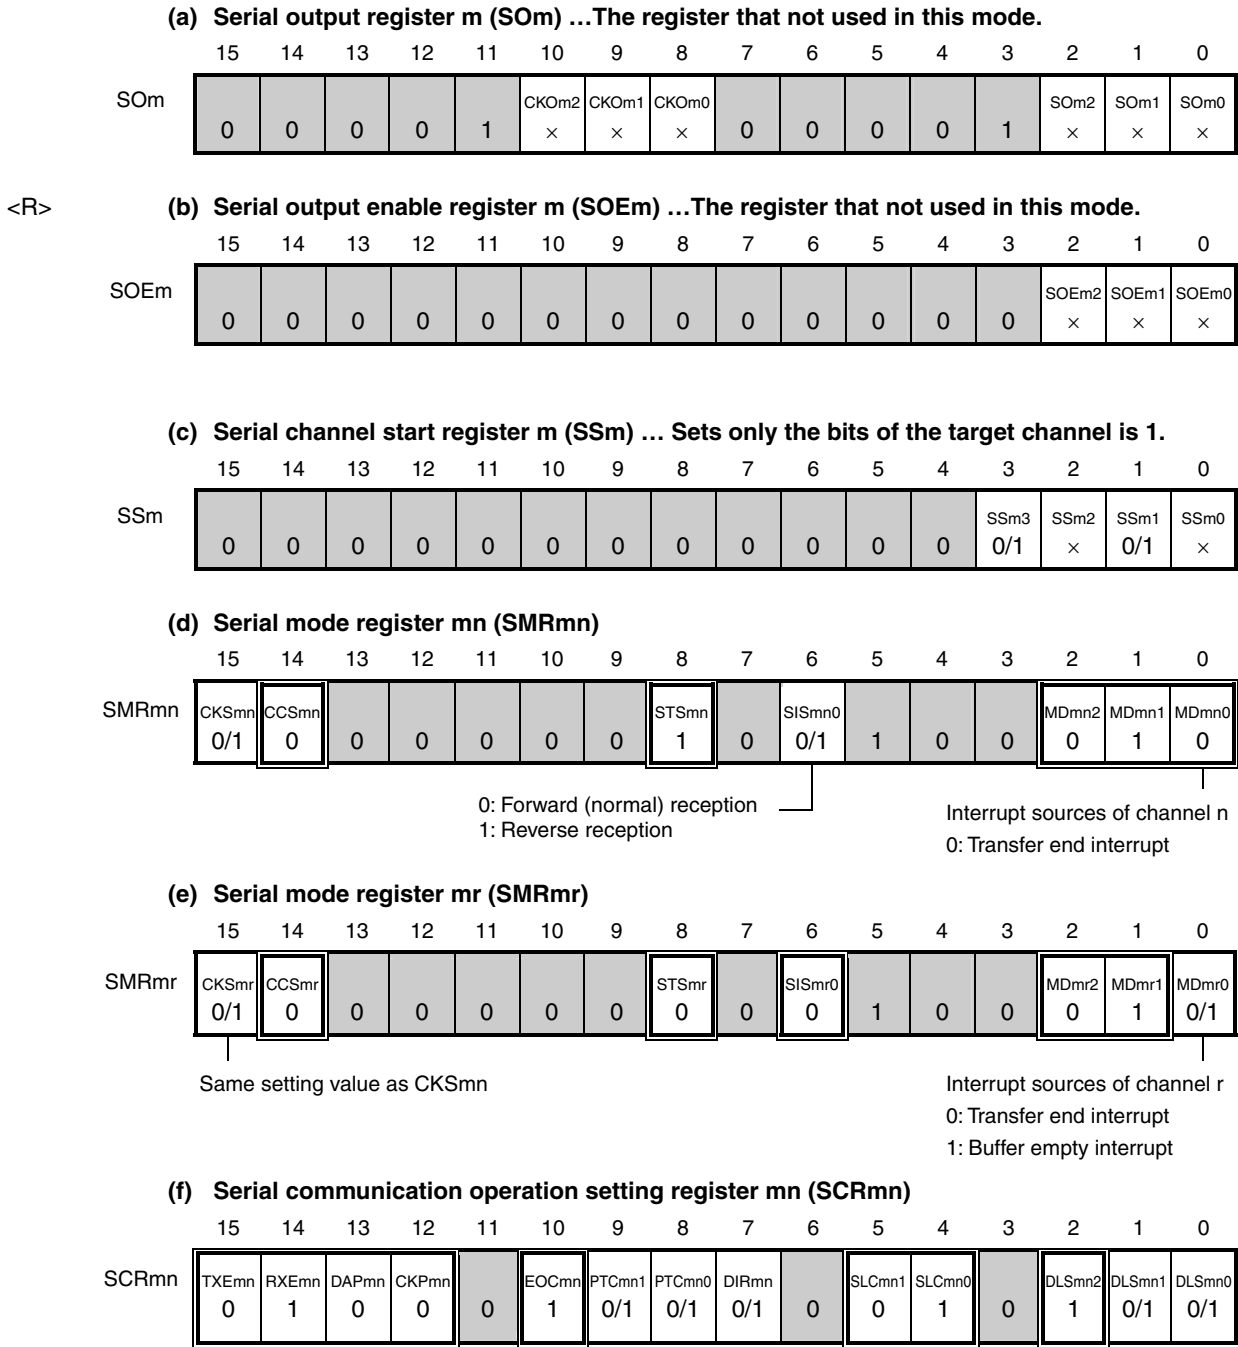 (a) Serial output register m (SOm) …The register that not used in this mode.
15 14 13 12 11 10 9 8 7 6 5 4 3 2 1 0
SOm
CKOm2 CKOm1 CKOm0 SOm2 SOm1 SOm0
0 0 0 0 1 × × × 0 0 0 0 1 × × ×
<R>
(b) Serial output enable register m (SOEm) …The register that not used in this mode.
15 14 13 12 11 10 9 8 7 6 5 4 3 2 1 0
SOEm
SOEm2 SOEm1 SOEm0
0 0 0 0 0 0 0 0 0 0 0 0 0 × × ×
(c) Serial channel start register m (SSm) … Sets only the bits of the target channel is 1.
15 14 13 12 11 10 9 8 7 6 5 4 3 2 1 0
SSm
SSm3 SSm2 SSm1 SSm0
0 0 0 0 0 0 0 0 0 0 0 0 0/1 × 0/1 ×
(d) Serial mode register mn (SMRmn)
15 14 13 12 11 10 9 8 7 6 5 4 3 2 1 0
SMRmn
CKSmn CCSmn STSmn SISmn0 MDmn2 MDmn1 MDmn0
0/1 0 0 0 0 0 0 1 0 0/1 1 0 0 0 1 0
0: Forward (normal) reception
1: Reverse reception
Interrupt sources of channel n
0: Transfer end interrupt
(e) Serial mode register mr (SMRmr)
15 14 13 12 11 10 9 8 7 6 5 4 3 2 1 0
SMRmr
CKSmr CCSmr STSmr SISmr0 MDmr2 MDmr1 MDmr0
0/1 0 0 0 0 0 0 0 0 0 1 0 0 0 1 0/1
Same setting value as CKSmn
Interrupt sources of channel r
0: Transfer end interrupt
1: Buffer empty interrupt
(f) Serial communication operation setting register mn (SCRmn)
15 14 13 12 11 10 9 8 7 6 5 4 3 2 1 0
SCRmn
TXEmn RXEmn DAPmn CKPmn EOCmn PTCmn1 PTCmn0 DIRmn SLCmn1 SLCmn0 DLSmn2 DLSmn1 DLSmn0
0 1 0 0 0 1 0/1 0/1 0/1 0 0 1 0 1 0/1 0/1